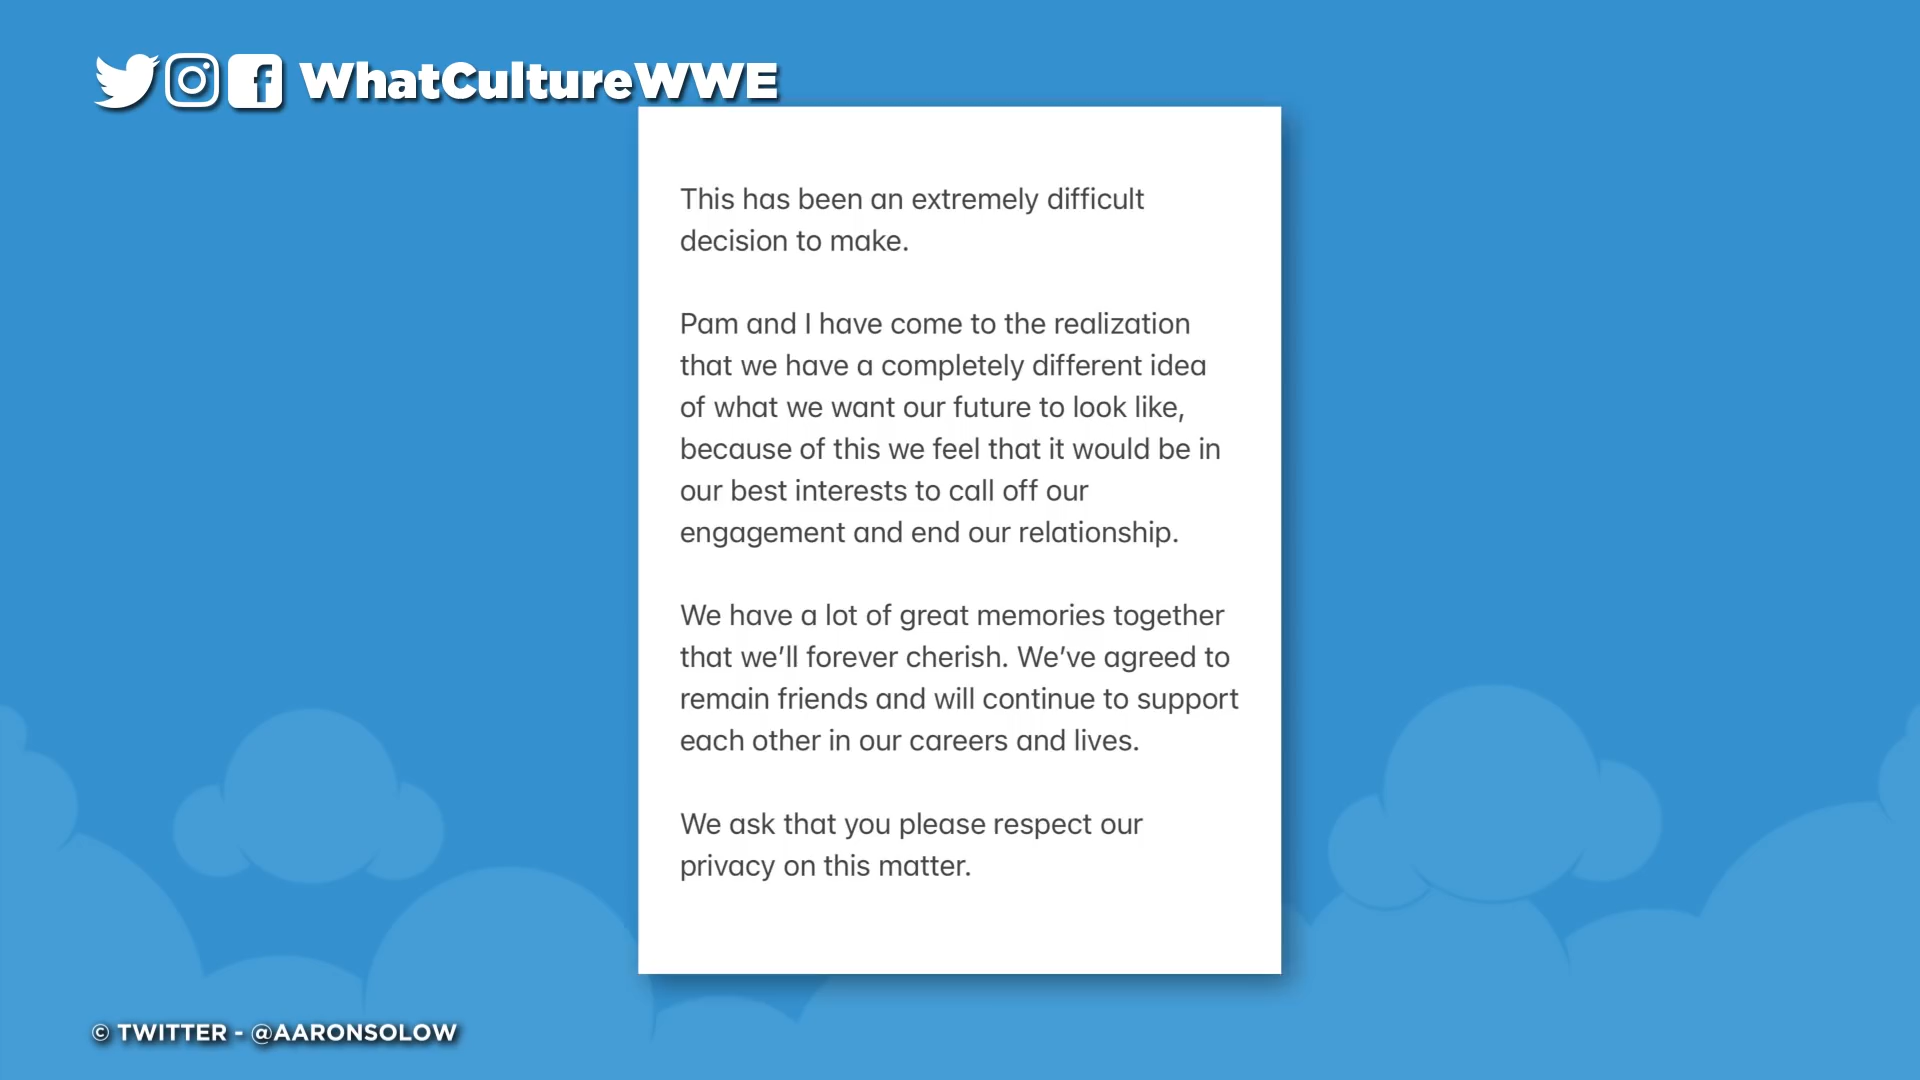 WhatCultureWWE
This has been an extremely difficult
decision to make.
Pam and I have come to the realization
that we have a completely different idea
of what we want our future to look like,
because of this we feel that it would be in
our best interests to call off our
engagement and end our relationship.
We have a lot of great memories together
that we’ll forever cherish. We’ve agreed to
remain friends and will continue to support
each other in our careers and lives.
We ask that you please respect our
privacy on this matter.
© TWITTER - @AARONSOLOW